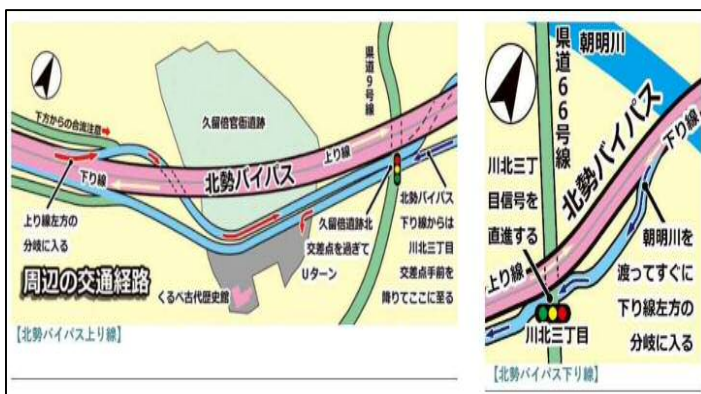 下方からの合流注意
久留倍官衙遺跡
県道9号線
上り線
北勢バイパス
下り線
上り線左方の
分岐に入る
久留倍遺跡北
交差点を過ぎて
Uターン
北勢バイパス
下り線からは
川北三丁目
交差点手前を
降りてここに至る
周辺の交通経路
くるべ古代歴史館
【北勢バイパス上り線】
朝明川
県道66号線
北勢バイパス
下り線
川北三丁
目信号を
直進する
上り線
川北三丁目
朝明川を
渡ってすぐに
下り線左方の
分岐に入る
【北勢バイパス下り線】